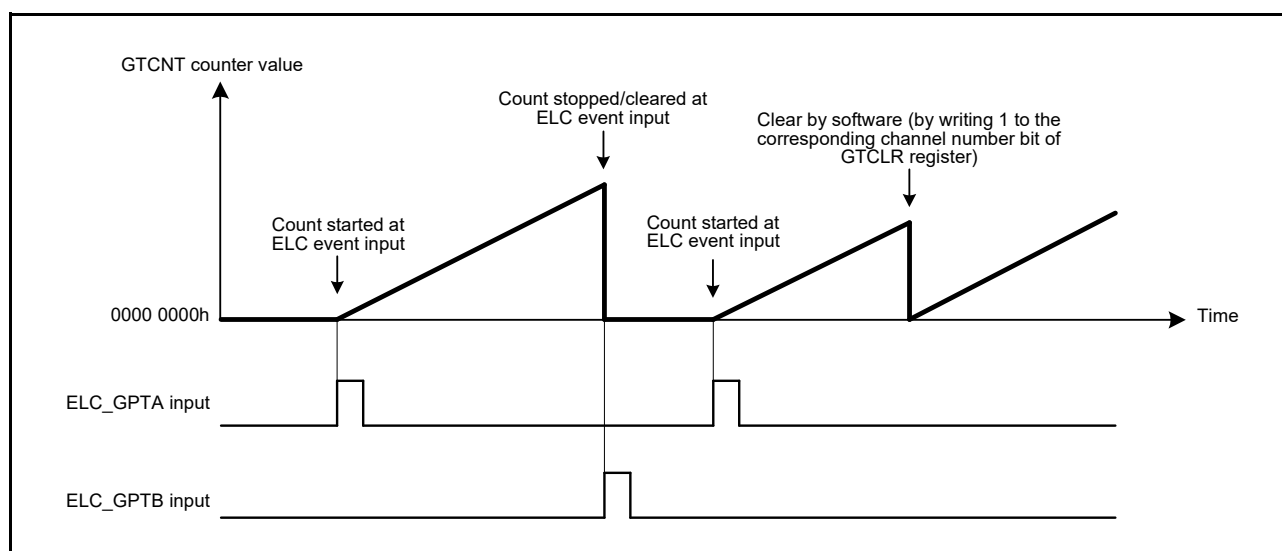 GTCNT counter value
Count stopped/cleared at
ELC event input
Clear by software (by writing 1 to the
corresponding channel number bit of
GTCLR register)
Count started at
ELC event input
Count started at
ELC event input
0000 0000h
Time
ELC_GPTA input
ELC_GPTB input